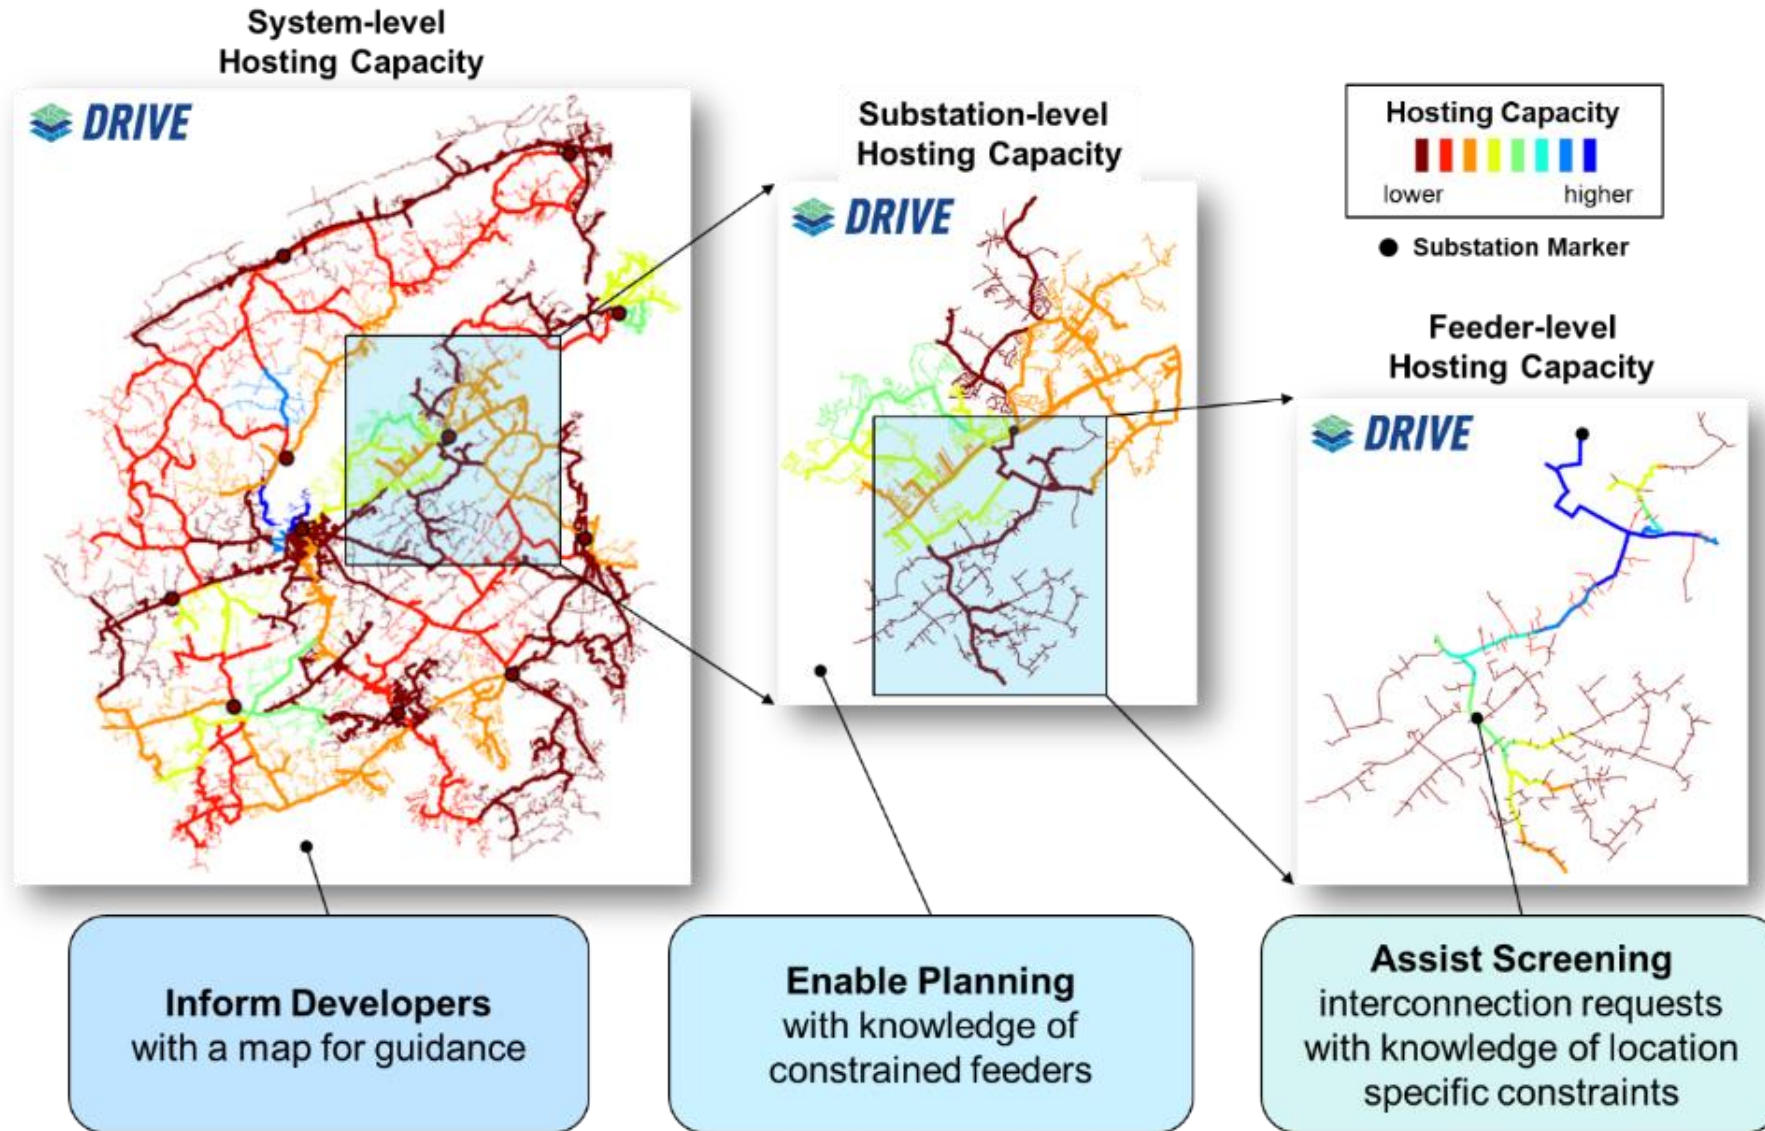 System-level
Hosting Capacity
DRIVE
Substation-level
Hosting Capacity
DRIVE
Hosting Capacity
lower higher
Substation Marker
Feeder-level
Hosting Capacity
DRIVE
Inform Developers
with a map for guidance
Enable Planning
with knowledge of
constrained feeders
Assist Screening
interconnection requests
with knowledge of location
specific constraints